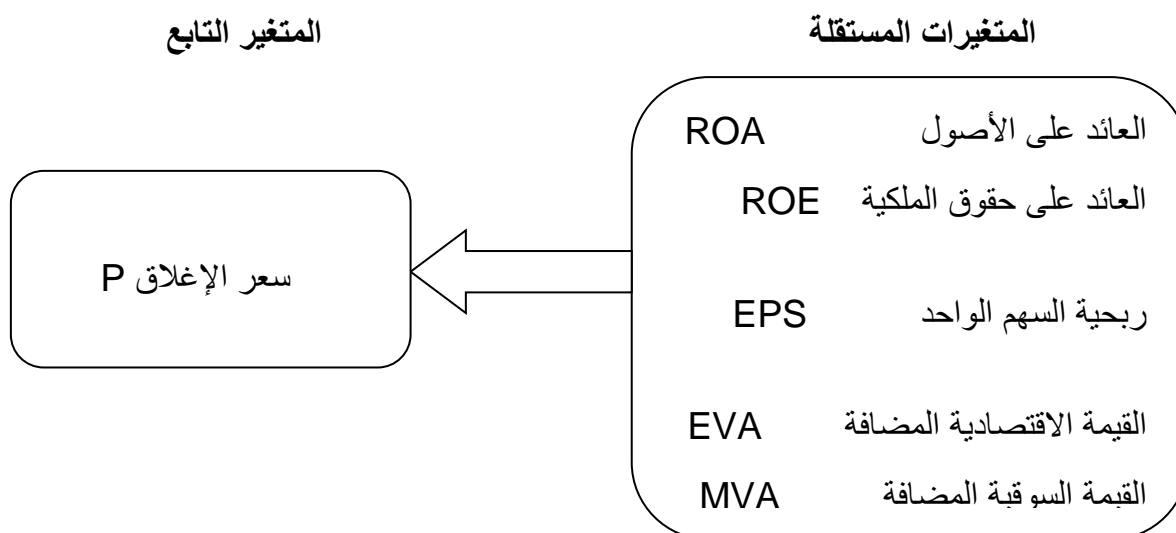 المتغيرات المستقلة
المتغير التابع
العائد على الأصول ROA
العائد على حقوق الملكية ROE
ربحية السهم الواحد EPS
القيمة الاقتصادية المضافة EVA
القيمة السوقية المضافة MVA
سعر الإغلاق P